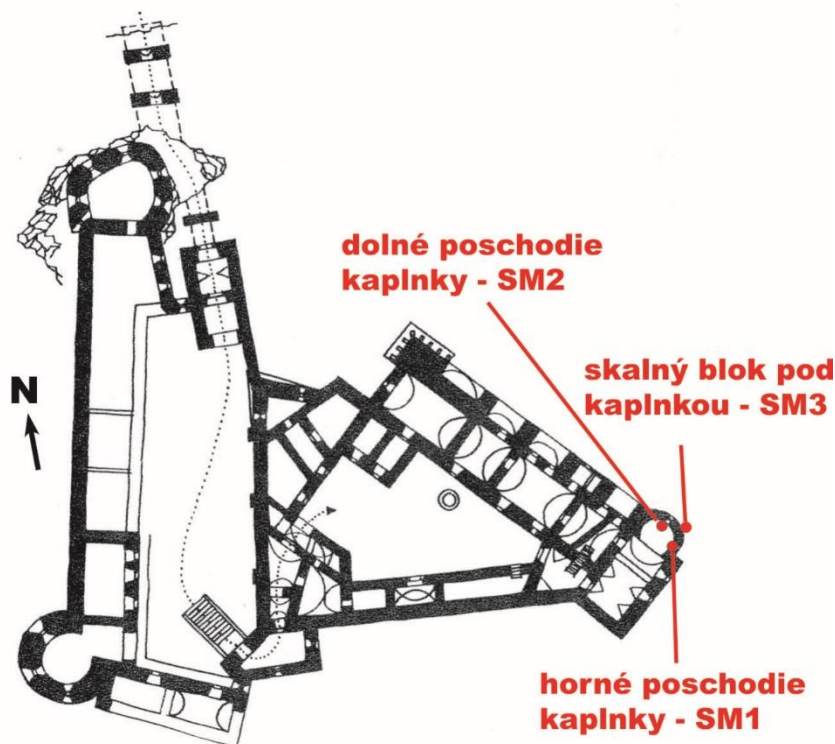 dolné poschodie
kaplnky - SM2
skalný blok pod
kaplnkou - SM3
N
horné poschodie
kaplnky - SM1